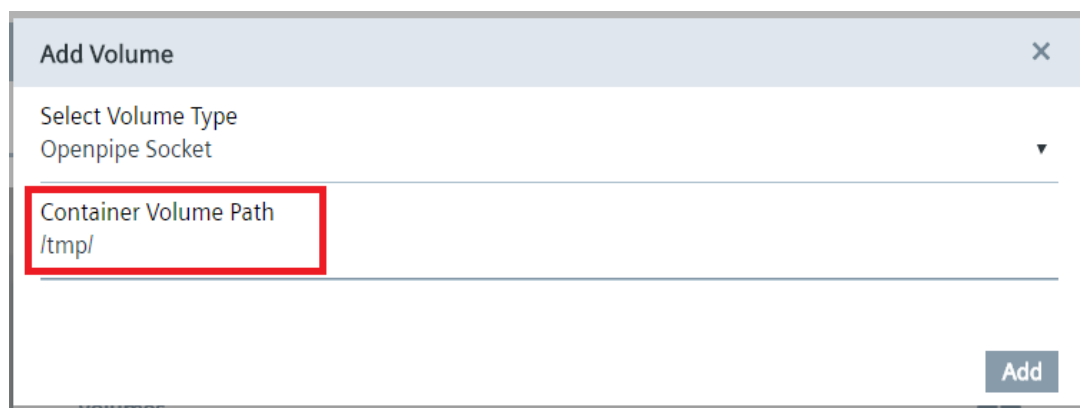 Add Volume
Select Volume Type
Openpipe Socket
Container Volume Path
/tmp/
Add